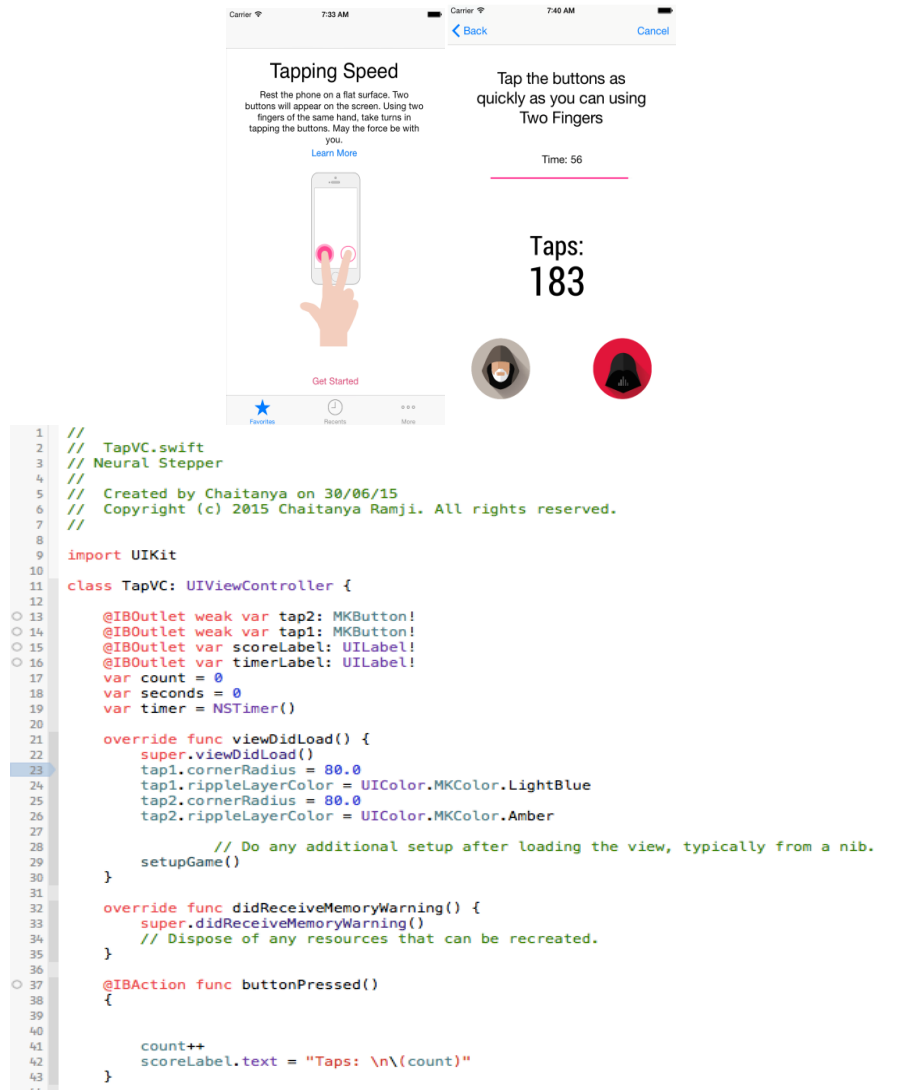 Carrier 7:33 AM
Tapping Speed
Rest the phone on a flat surface. Two
buttons will appear on the screen. Using two
fingers of the same hand, take turns in
tapping the buttons. May the force be with
you.
Learn More
Get Started
Favorites Recents More
Carrier 7:40 AM
Back Cancel
Tap the buttons as
quickly as you can using
Two Fingers
Time: 56
Taps:
183
1 //
2 //  TapVC.swift
3 // Neural Stepper
4 //
5 //  Created by Chaitanya on 30/06/15
6 //  Copyright (c) 2015 Chaitanya Ramji. All rights reserved.
7 //
8
9 import UIKit
10
11 class TapVC: UIViewController {
12
13     @IBOutlet weak var tap2: MKButton!
14     @IBOutlet weak var tap1: MKButton!
15     @IBOutlet var scoreLabel: UILabel!
16     @IBOutlet var timerLabel: UILabel!
17     var count = 0
18     var seconds = 0
19     var timer = NSTimer()
20
21     override func viewDidLoad() {
22         super.viewDidLoad()
23         tap1.cornerRadius = 80.0
24         tap1.rippleLayerColor = UIColor.MKColor.LightBlue
25         tap2.cornerRadius = 80.0
26         tap2.rippleLayerColor = UIColor.MKColor.Amber
27
28                 // Do any additional setup after loading the view, typically from a nib.
29         setupGame()
30     }
31
32     override func didReceiveMemoryWarning() {
33         super.didReceiveMemoryWarning()
34         // Dispose of any resources that can be recreated.
35     }
36
37     @IBAction func buttonPressed()
38     {
39
40
41         count++
42         scoreLabel.text = "Taps: \n\(count)"
43     }